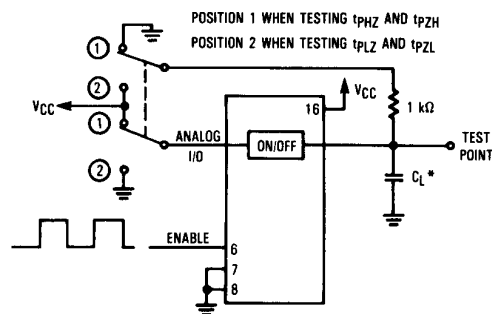 POSITION 1 WHEN TESTING tPHZ AND tPZH
POSITION 2 WHEN TESTING tPLZ AND tPZL
1
2
VCC
1
2
VCC
16
1 kΩ
TEST
POINT
ANALOG
I/O
ON/OFF
CL*
ENABLE
6
7
8